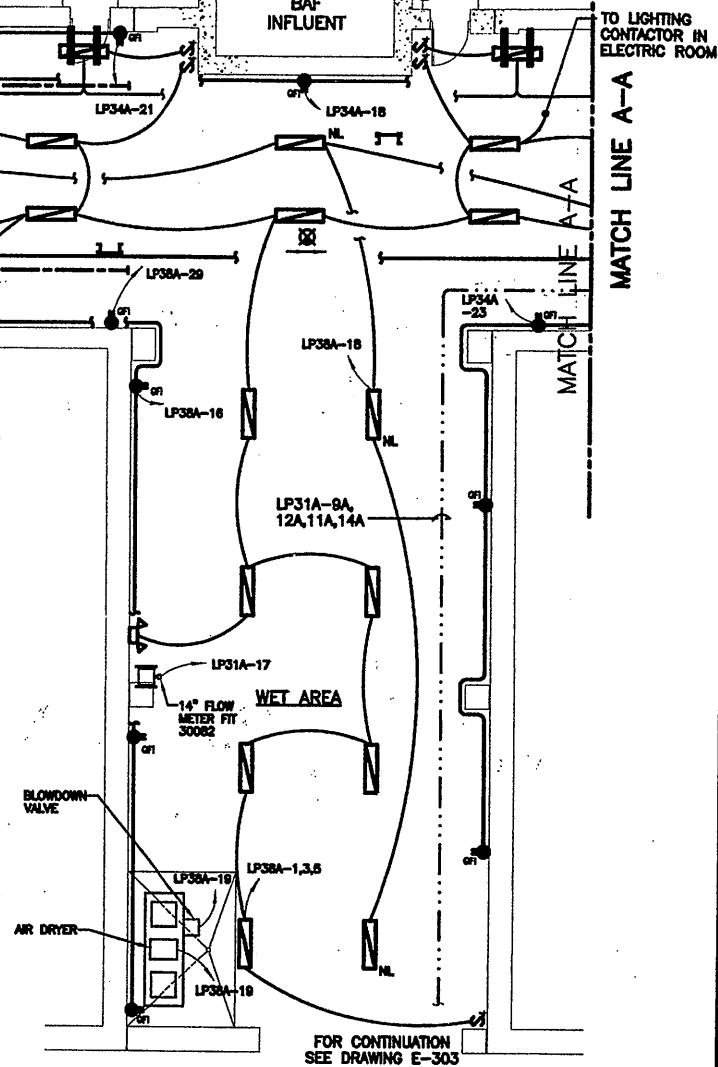 BAF
INFLUENT
TO LIGHTING
CONTACTOR IN
ELECTRIC ROOM
GFI
GFI
LP34A-21
LP34A-18
NL
MATCH LINE A-A
MATCH LINE A-A
LP38A-29
GFI
LP34A
-23
GFI
LP38A-18
GFI
LP38A-16
NL
LP31A-9A,
12A,11A,14A
GFI
LP31A-17
14" FLOW
METER FIT
30082
WET AREA
GFI
BLOWDOWN
VALVE
GFI
LP38A-19
LP38A-1,3,5
AIR DRYER
LP38A-19
NL
GFI
FOR CONTINUATION
SEE DRAWING E-303